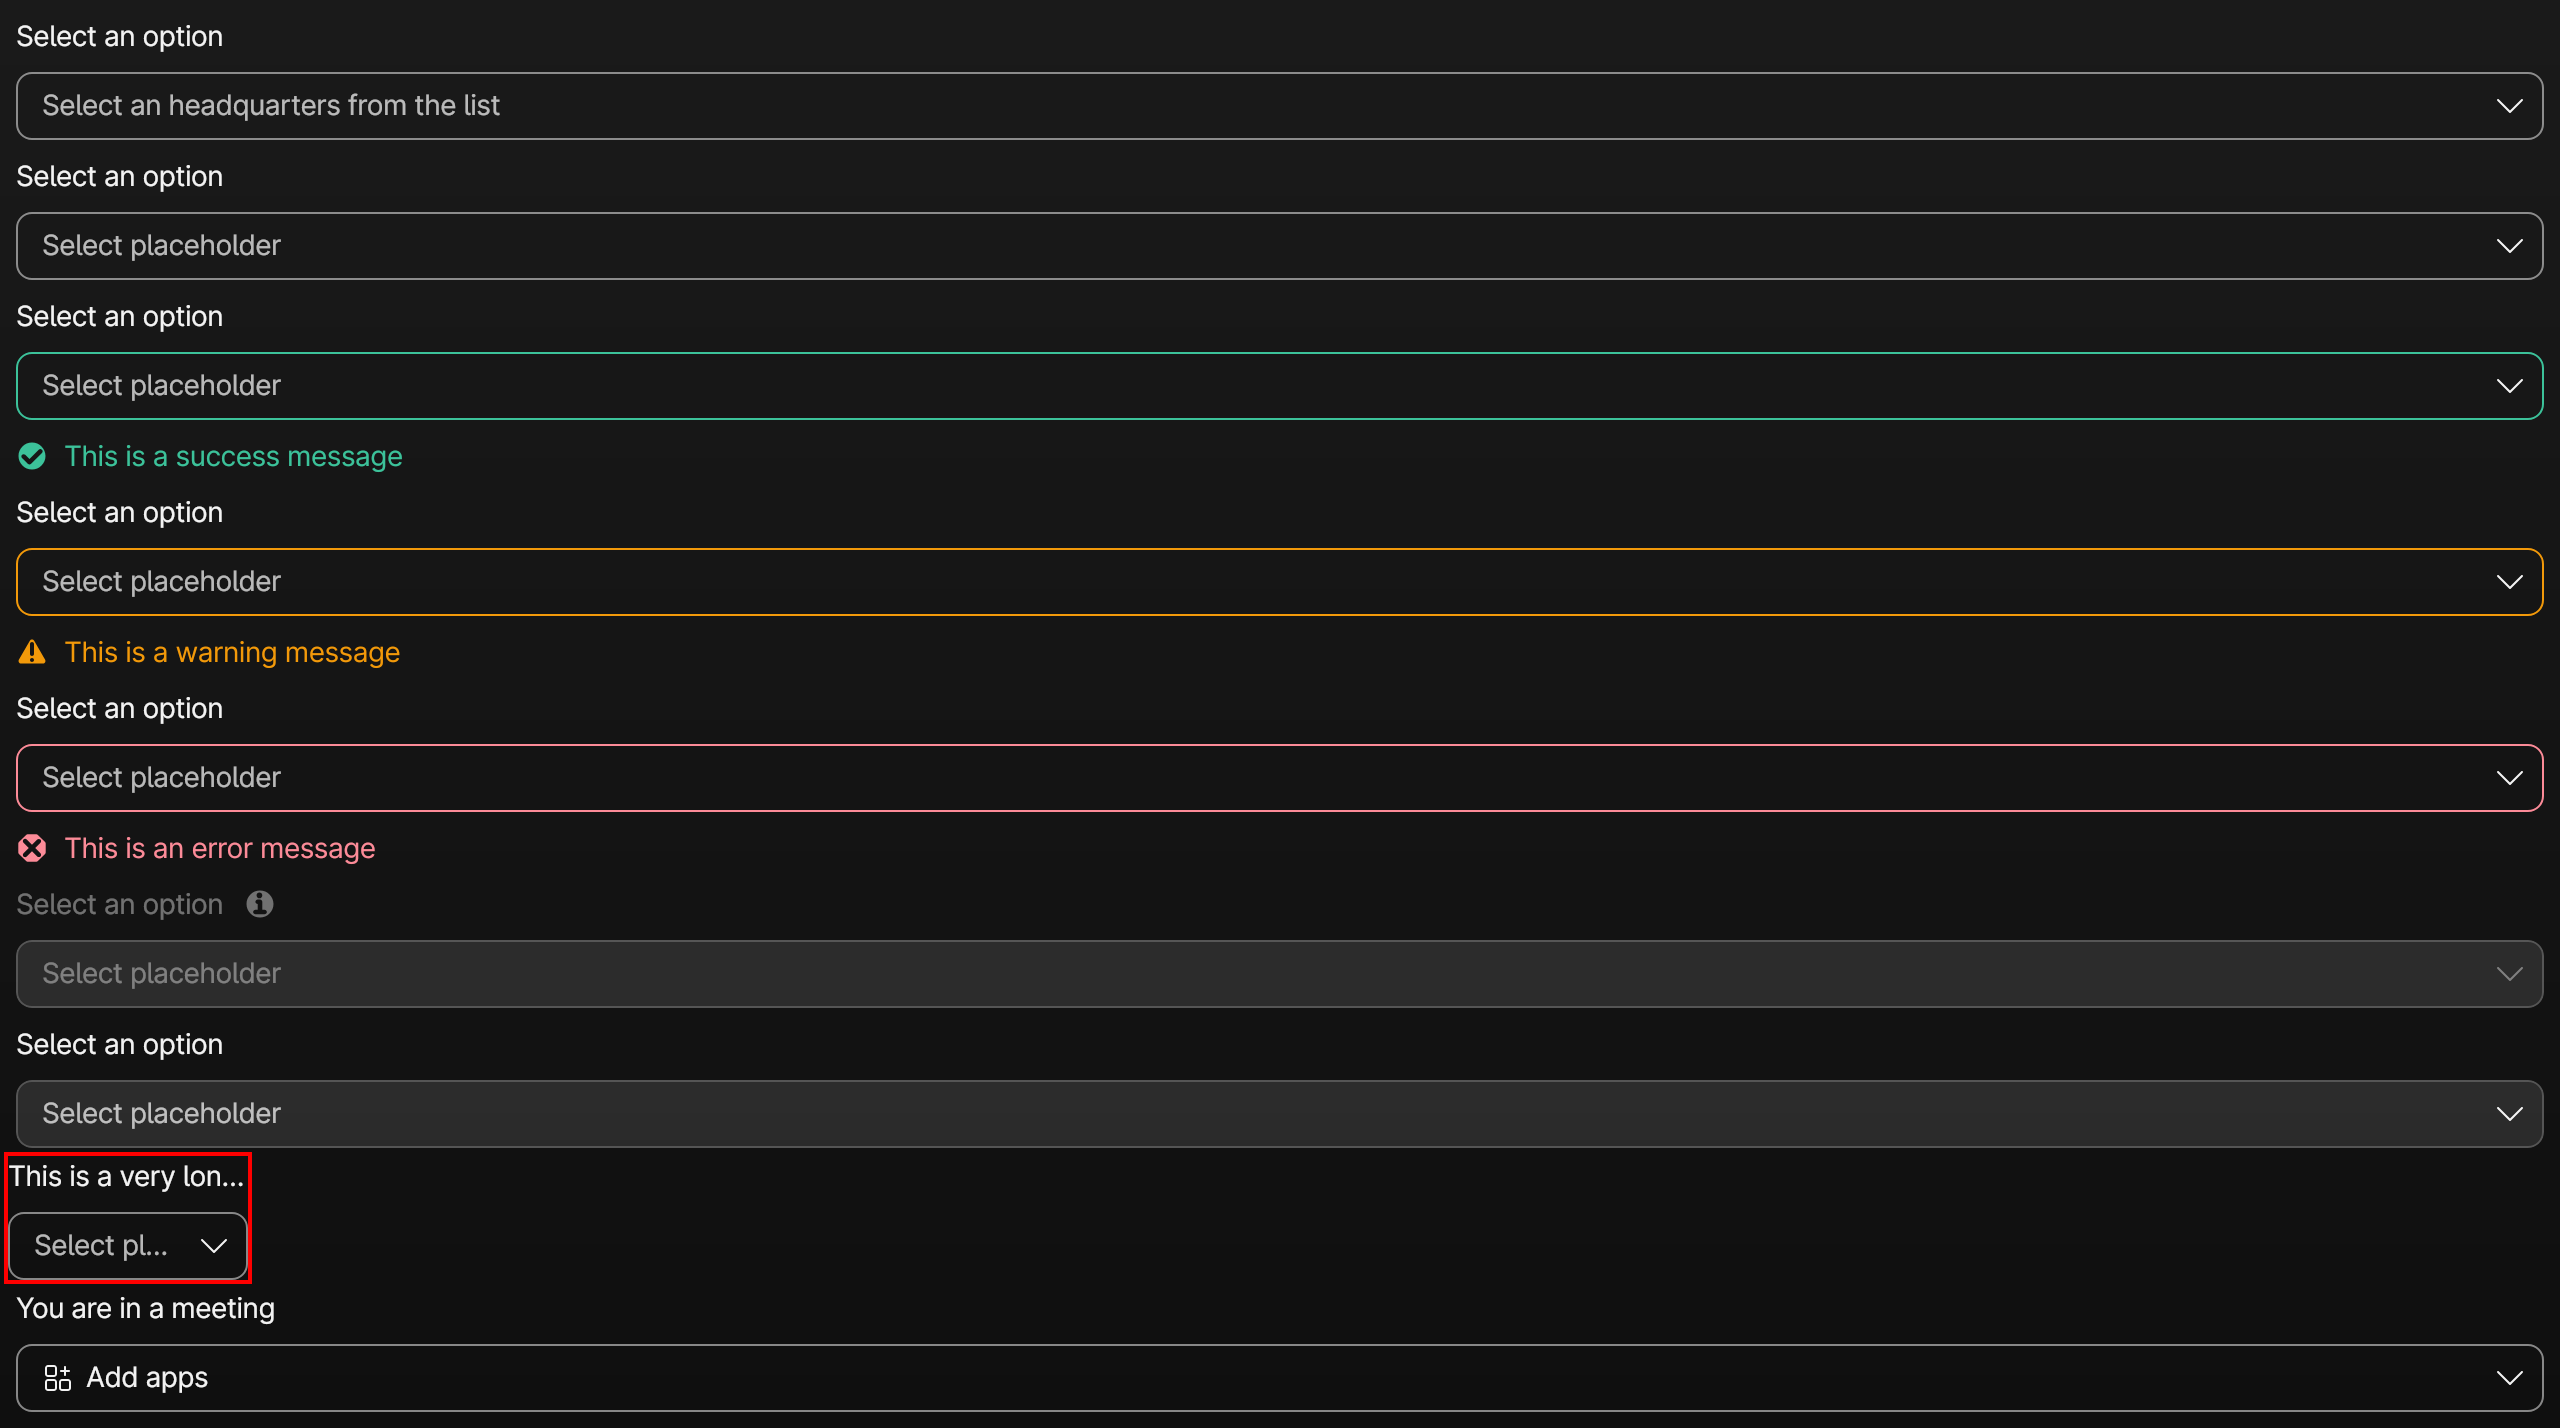 Select an option
Select an headquarters from the list
Select an option
Select placeholder
Select an option
Select placeholder
This is a success message
Select an option
Select placeholder
This is a warning message
Select an option
Select placeholder
This is an error message
Select an option
Select placeholder
Select an option
Select placeholder
This is a very lon...
Select pl...
You are in a meeting
Add apps